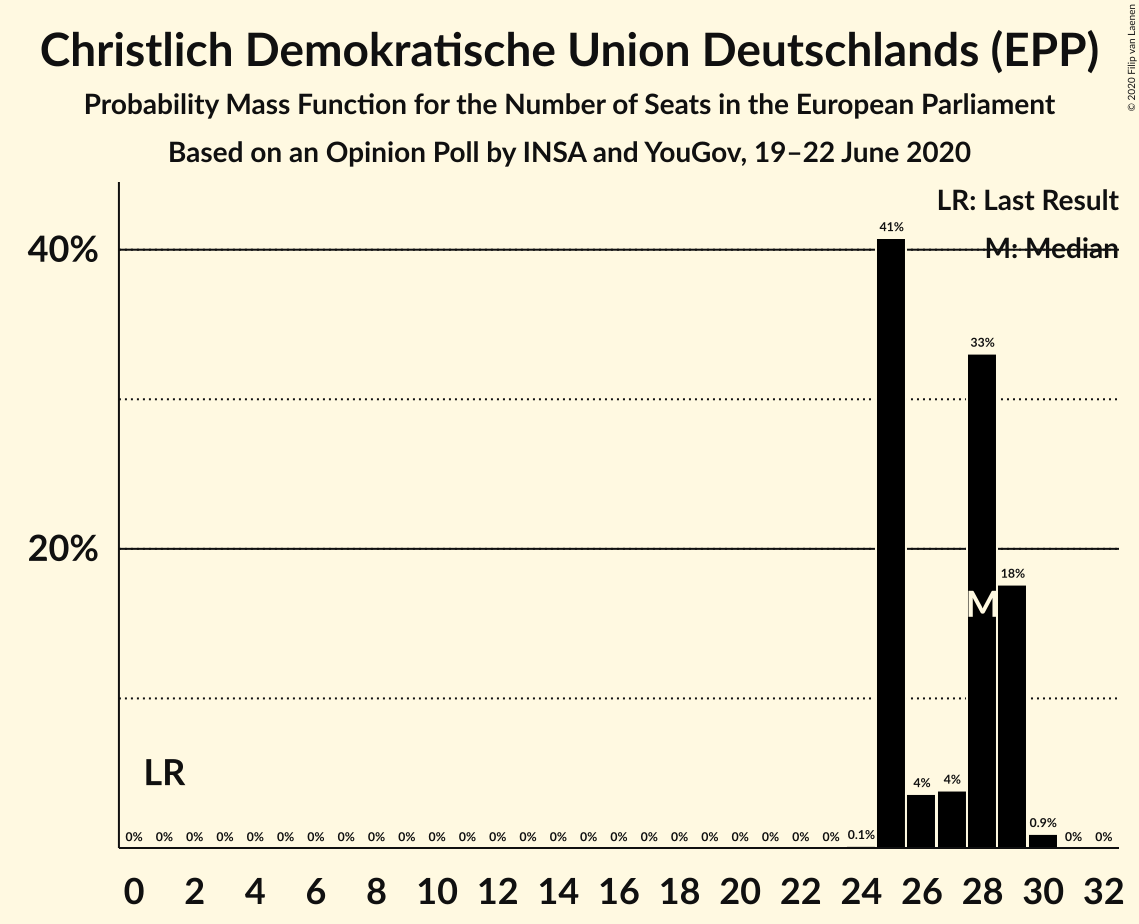 Christlich Demokratische Union Deutschlands (EPP)
Probability Mass Function for the Number of Seats in the European Parliament
Based on an Opinion Poll by INSA and YouGov, 19–22 June 2020
© 2020 Filip van Laenen
LR: Last Result
M: Median
40%
20%
41%
33%
18%
M
LR
0% 0% 0% 0% 0% 0% 0% 0% 0% 0% 0% 0% 0% 0% 0% 0% 0% 0% 0% 0% 0% 0% 0% 0% 0.1% 4% 4% 0.9% 0% 0%
0 2 4 6 8 10 12 14 16 18 20 22 24 26 28 30 32